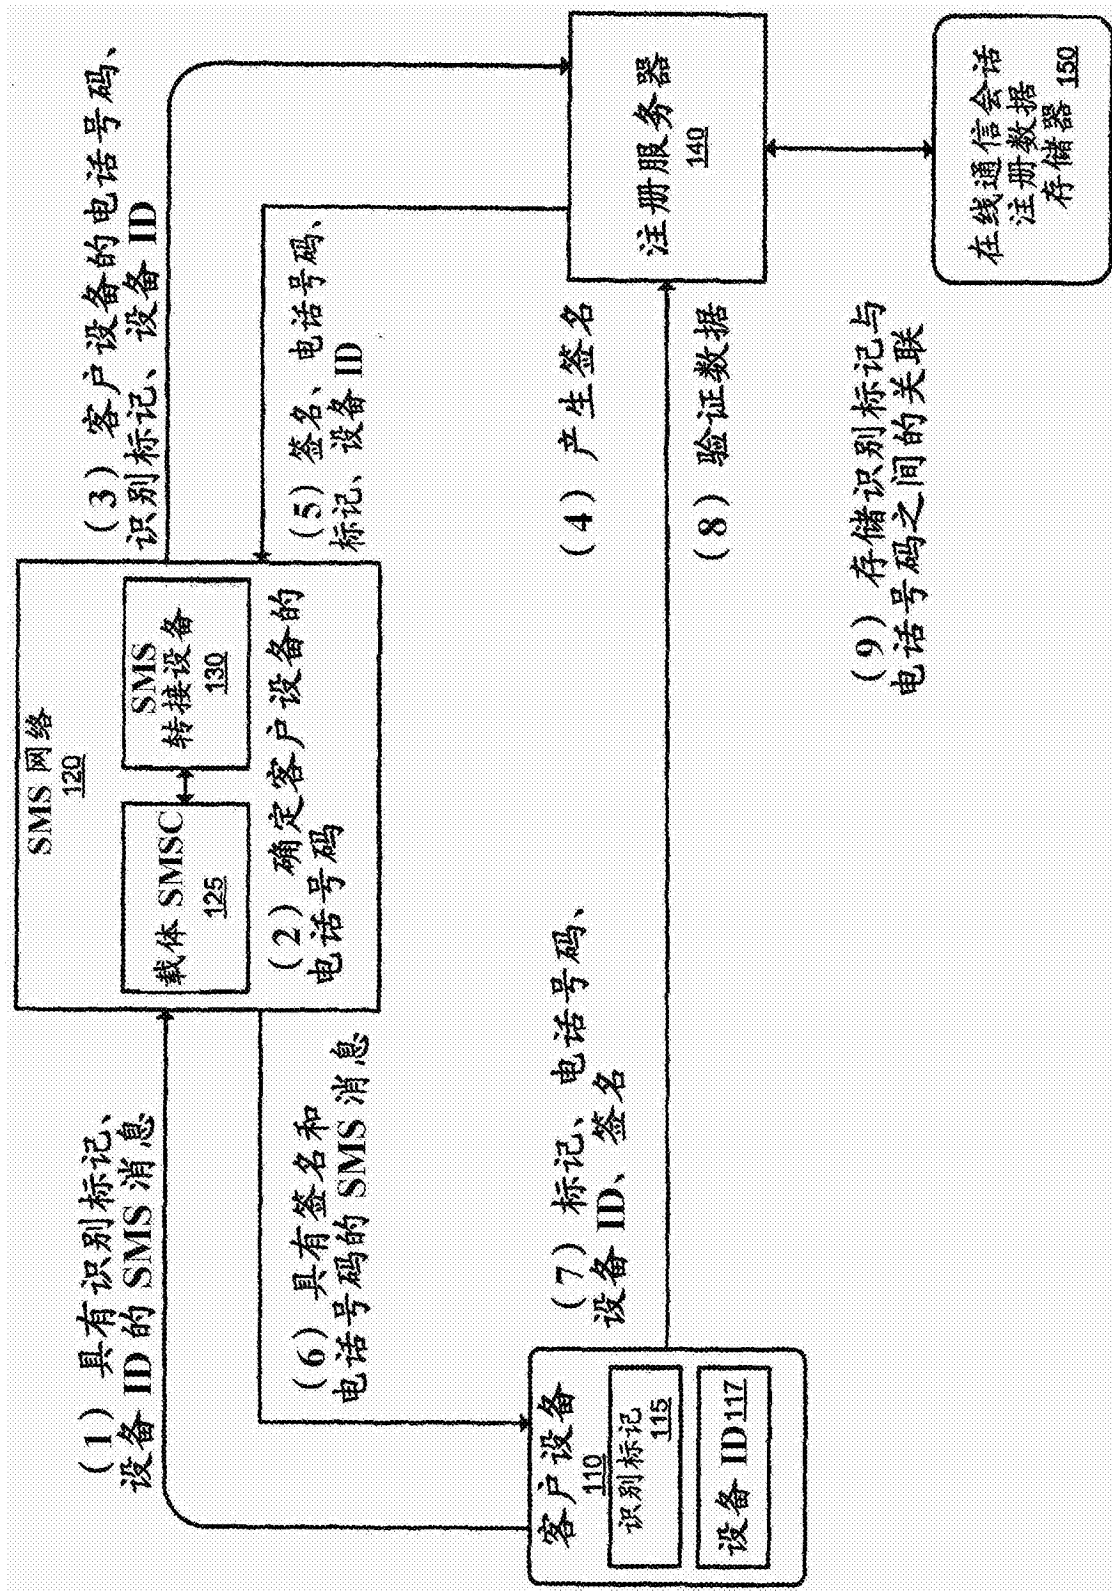 (1) 具有识别标记、
设备 ID 的 SMS 消息
SMS 网络
120
载体 SMSC
125
SMS
转接设备
130
(2) 确定客户设备的
电话号码
(3) 客户设备的电话号码、
识别标记、设备 ID
(6) 具有签名和
电话号码的 SMS 消息
(5) 签名、电话号码、
标记、设备 ID
客户设备
110
识别标记
115
设备 ID117
(7) 标记、电话号码、
设备 ID、签名
(4) 产生签名
(8) 验证数据
注册服务器
140
(9) 存储识别标记与
电话号码之间的关联
在线通信会话
注册数据
存储器 150